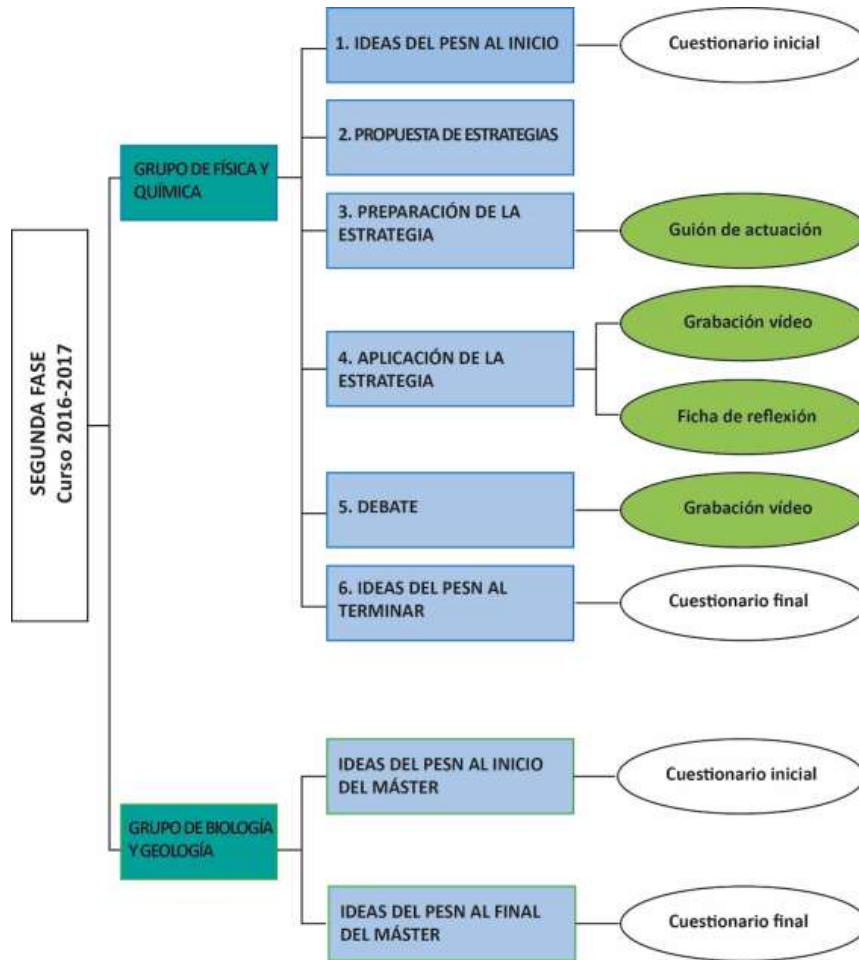 SEGUNDA FASE
Curso 2016-2017
GRUPO DE FÍSICA Y
QUÍMICA
1. IDEAS DEL PESN AL INICIO
Cuestionario inicial
2. PROPUESTA DE ESTRATEGIAS
3. PREPARACIÓN DE LA
ESTRATEGIA
Guión de actuación
4. APLICACIÓN DE LA
ESTRATEGIA
Grabación vídeo
Ficha de reflexión
5. DEBATE
Grabación vídeo
6. IDEAS DEL PESN AL
TERMINAR
Cuestionario final
GRUPO DE BIOLOGÍA
Y GEOLOGÍA
IDEAS DEL PESN AL INICIO
DEL MÁSTER
Cuestionario inicial
IDEAS DEL PESN AL FINAL
DEL MÁSTER
Cuestionario final